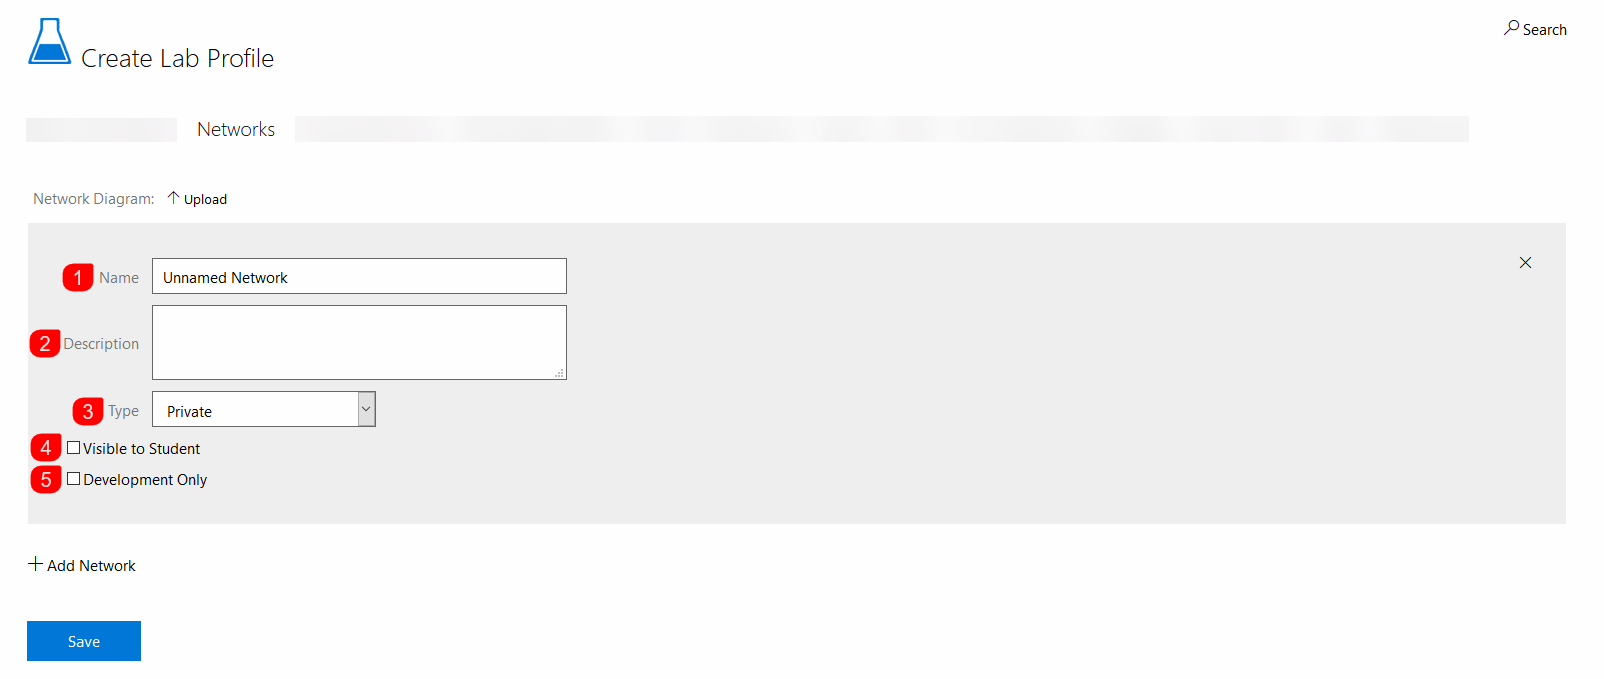 Search
Create Lab Profile
Networks
Network Diagram: Upload
1 Name Unnamed Network
2 Description
3 Type Private
4 Visible to Student
5 Development Only
Add Network
Save